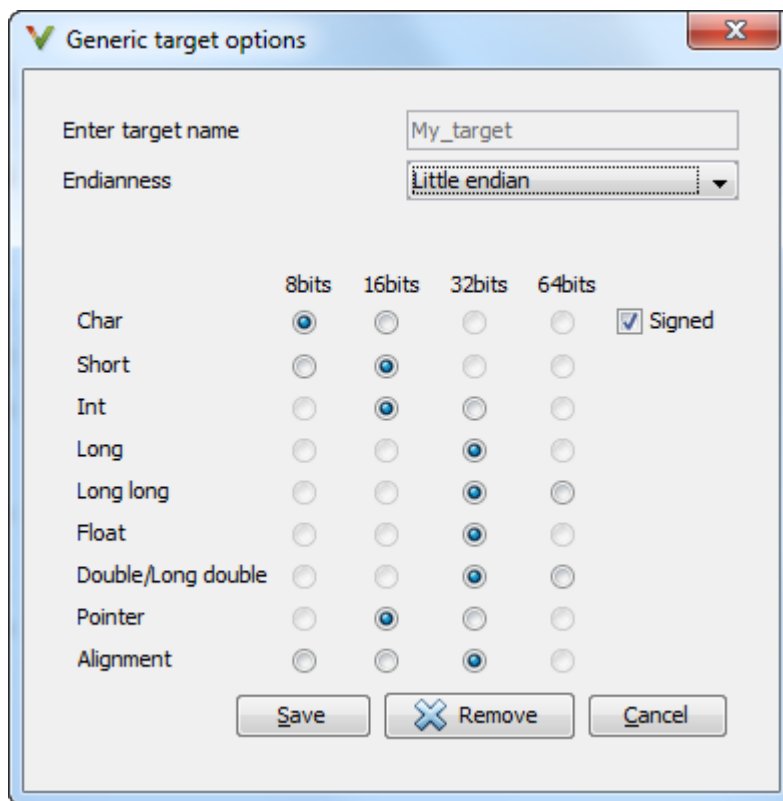 Generic target options
Enter target name My_target
Endianness Little endian
8bits 16bits 32bits 64bits
Char Signed
Short
Int
Long
Long long
Float
Double/Long double
Pointer
Alignment
Save Remove Cancel